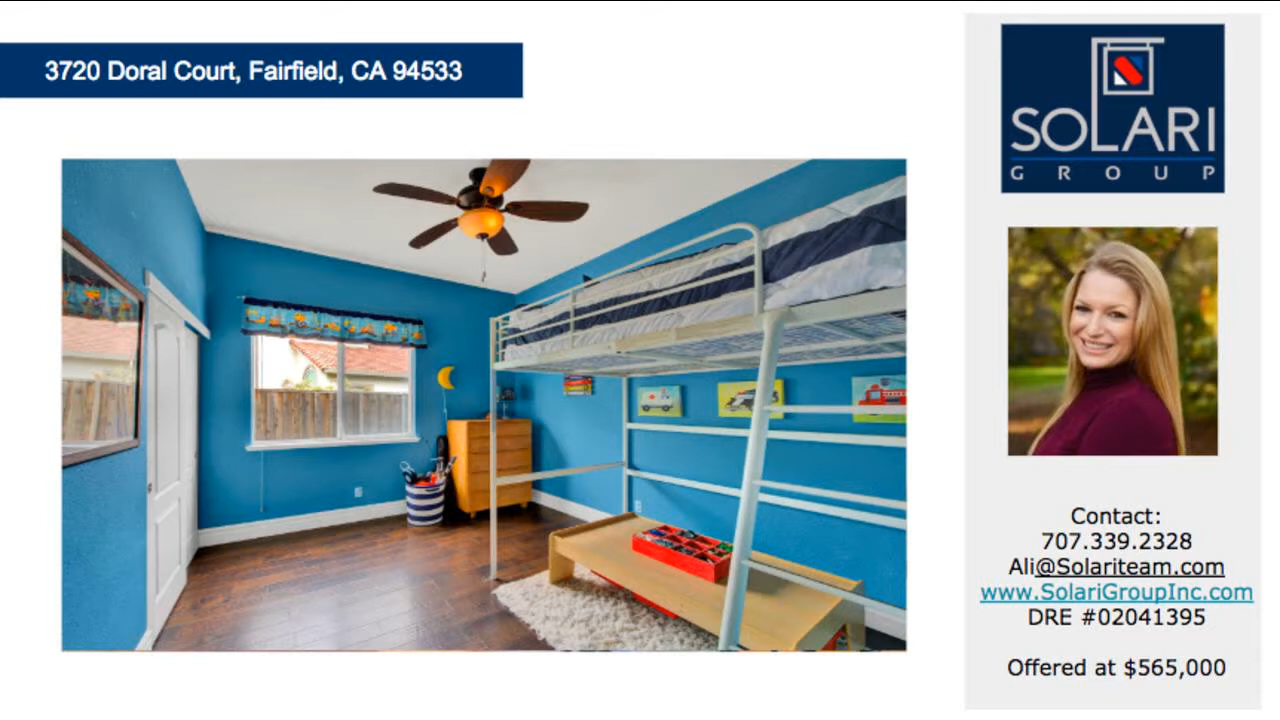 3720 Doral Court, Fairfield, CA 94533
SOLARI
GROUP
Contact:
707.339.2328
Ali@Solariteam.com
www.SolariGroupInc.com
DRE #02041395
Offered at $565,000